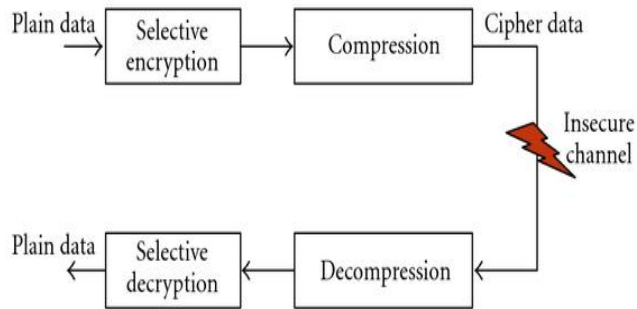 Plain data
Selective
encryption
Compression
Cipher data
Insecure
channel
Plain data
Selective
decryption
Decompression